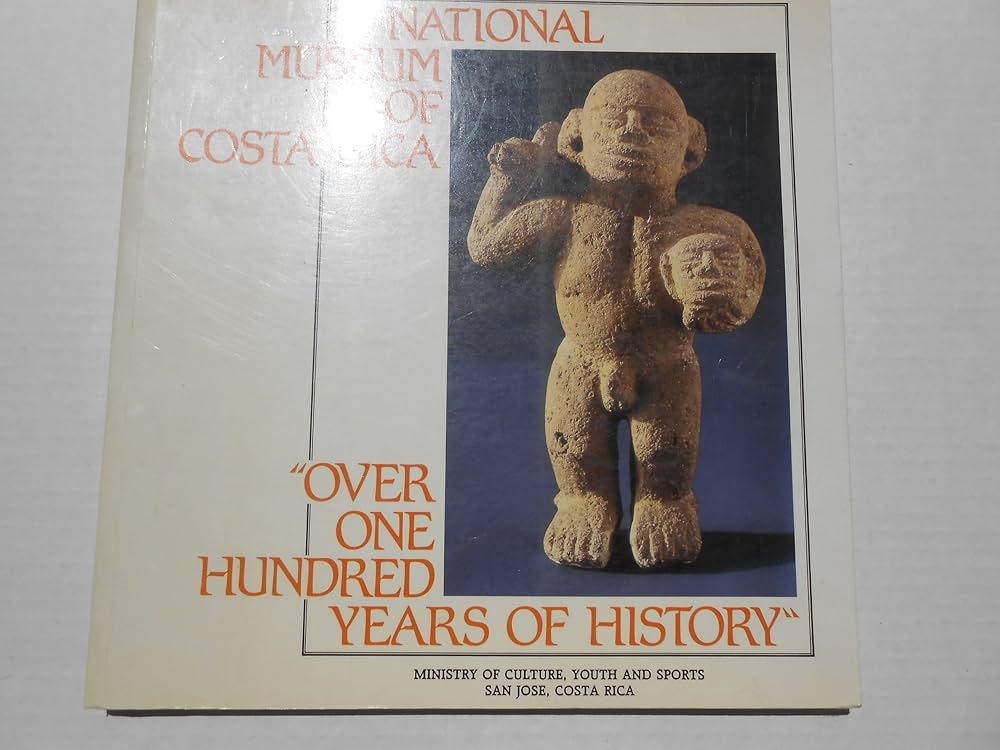 NATIONAL
MUSEUM
OF
COSTA RICA
"OVER
ONE
HUNDRED
YEARS OF HISTORY"
MINISTRY OF CULTURE, YOUTH AND SPORTS
SAN JOSE, COSTA RICA